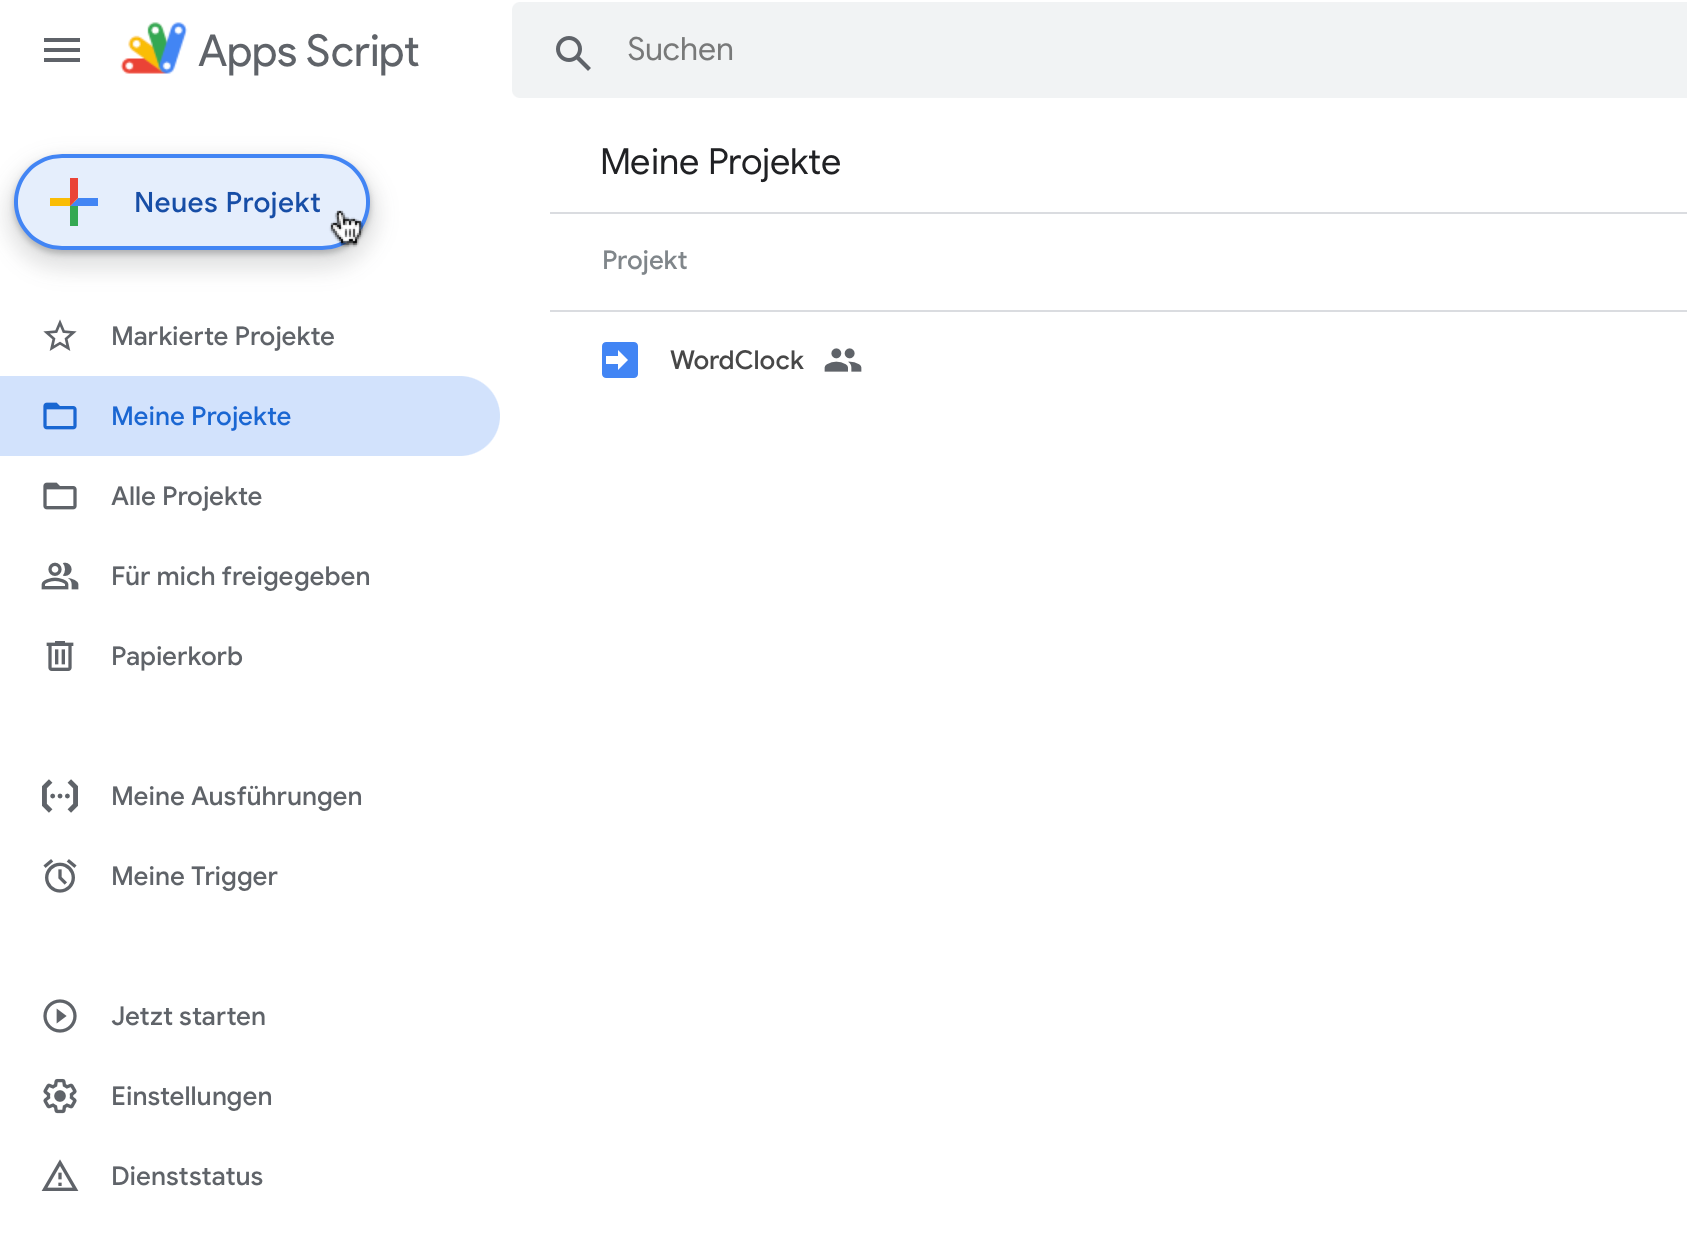 Apps Script
Suchen
Neues Projekt
Markierte Projekte
Meine Projekte
Alle Projekte
Für mich freigegeben
Papierkorb
Meine Ausführungen
Meine Trigger
Jetzt starten
Einstellungen
Dienststatus
Meine Projekte
Projekt
WordClock